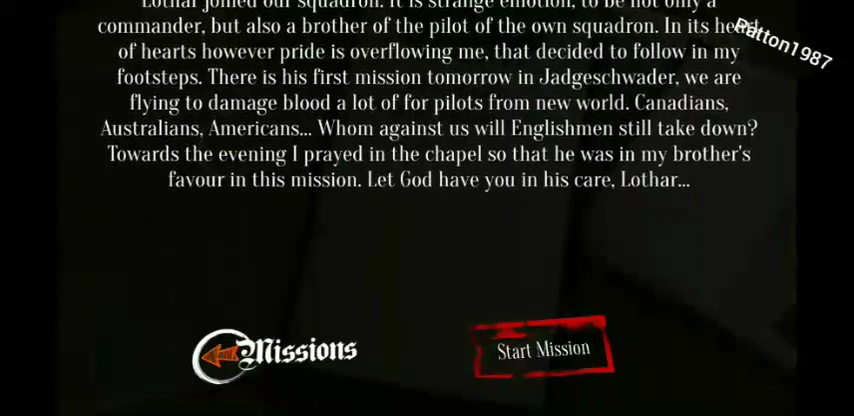 Lothar joined our squadron. It is strange emotion, to be not only a
commander, but also a brother of the pilot of the own squadron. In its heart
of hearts however pride is overflowing me, that decided to follow in my
footsteps. There is his first mission tomorrow in Jadgeschwader, we are
flying to damage blood a lot of for pilots from new world. Canadians,
Australians, Americans... Whom against us will Englishmen still take down?
Towards the evening I prayed in the chapel so that he was in my brother's
favour in this mission. Let God have you in his care, Lothar...
Patton1987
Missions
Start Mission